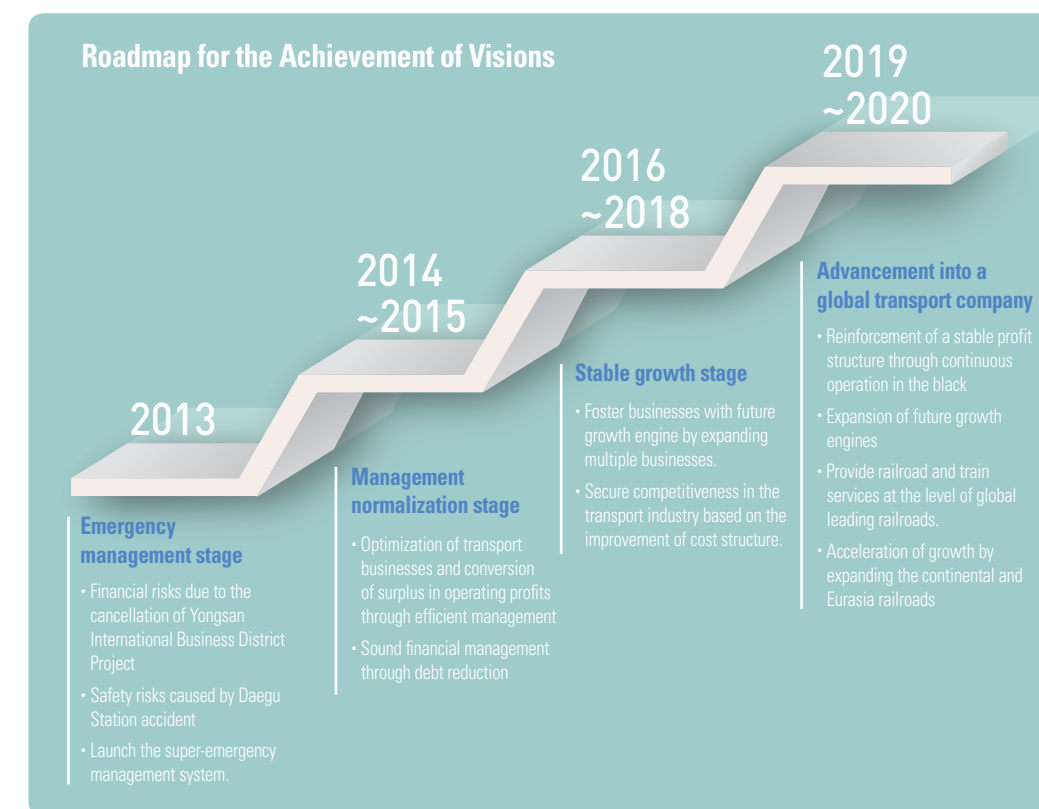 Roadmap for the Achievement of Visions
2013
Emergency
management stage
• Financial risks due to the
cancellation of Yongsan
International Business District
Project
• Safety risks caused by Daegu
Station accident
• Launch the super-emergency
management system.
2014
~2015
Management
normalization stage
• Optimization of transport
businesses and conversion
of surplus in operating profits
through efficient management
• Sound financial management
through debt reduction
2016
~2018
Stable growth stage
• Foster businesses with future
growth engine by expanding
multiple businesses.
• Secure competitiveness in the
transport industry based on the
improvement of cost structure.
2019
~2020
Advancement into a
global transport company
• Reinforcement of a stable profit
structure through continuous
operation in the black
• Expansion of future growth
engines
• Provide railroad and train
services at the level of global
leading railroads.
• Acceleration of growth by
expanding the continental and
Eurasia railroads